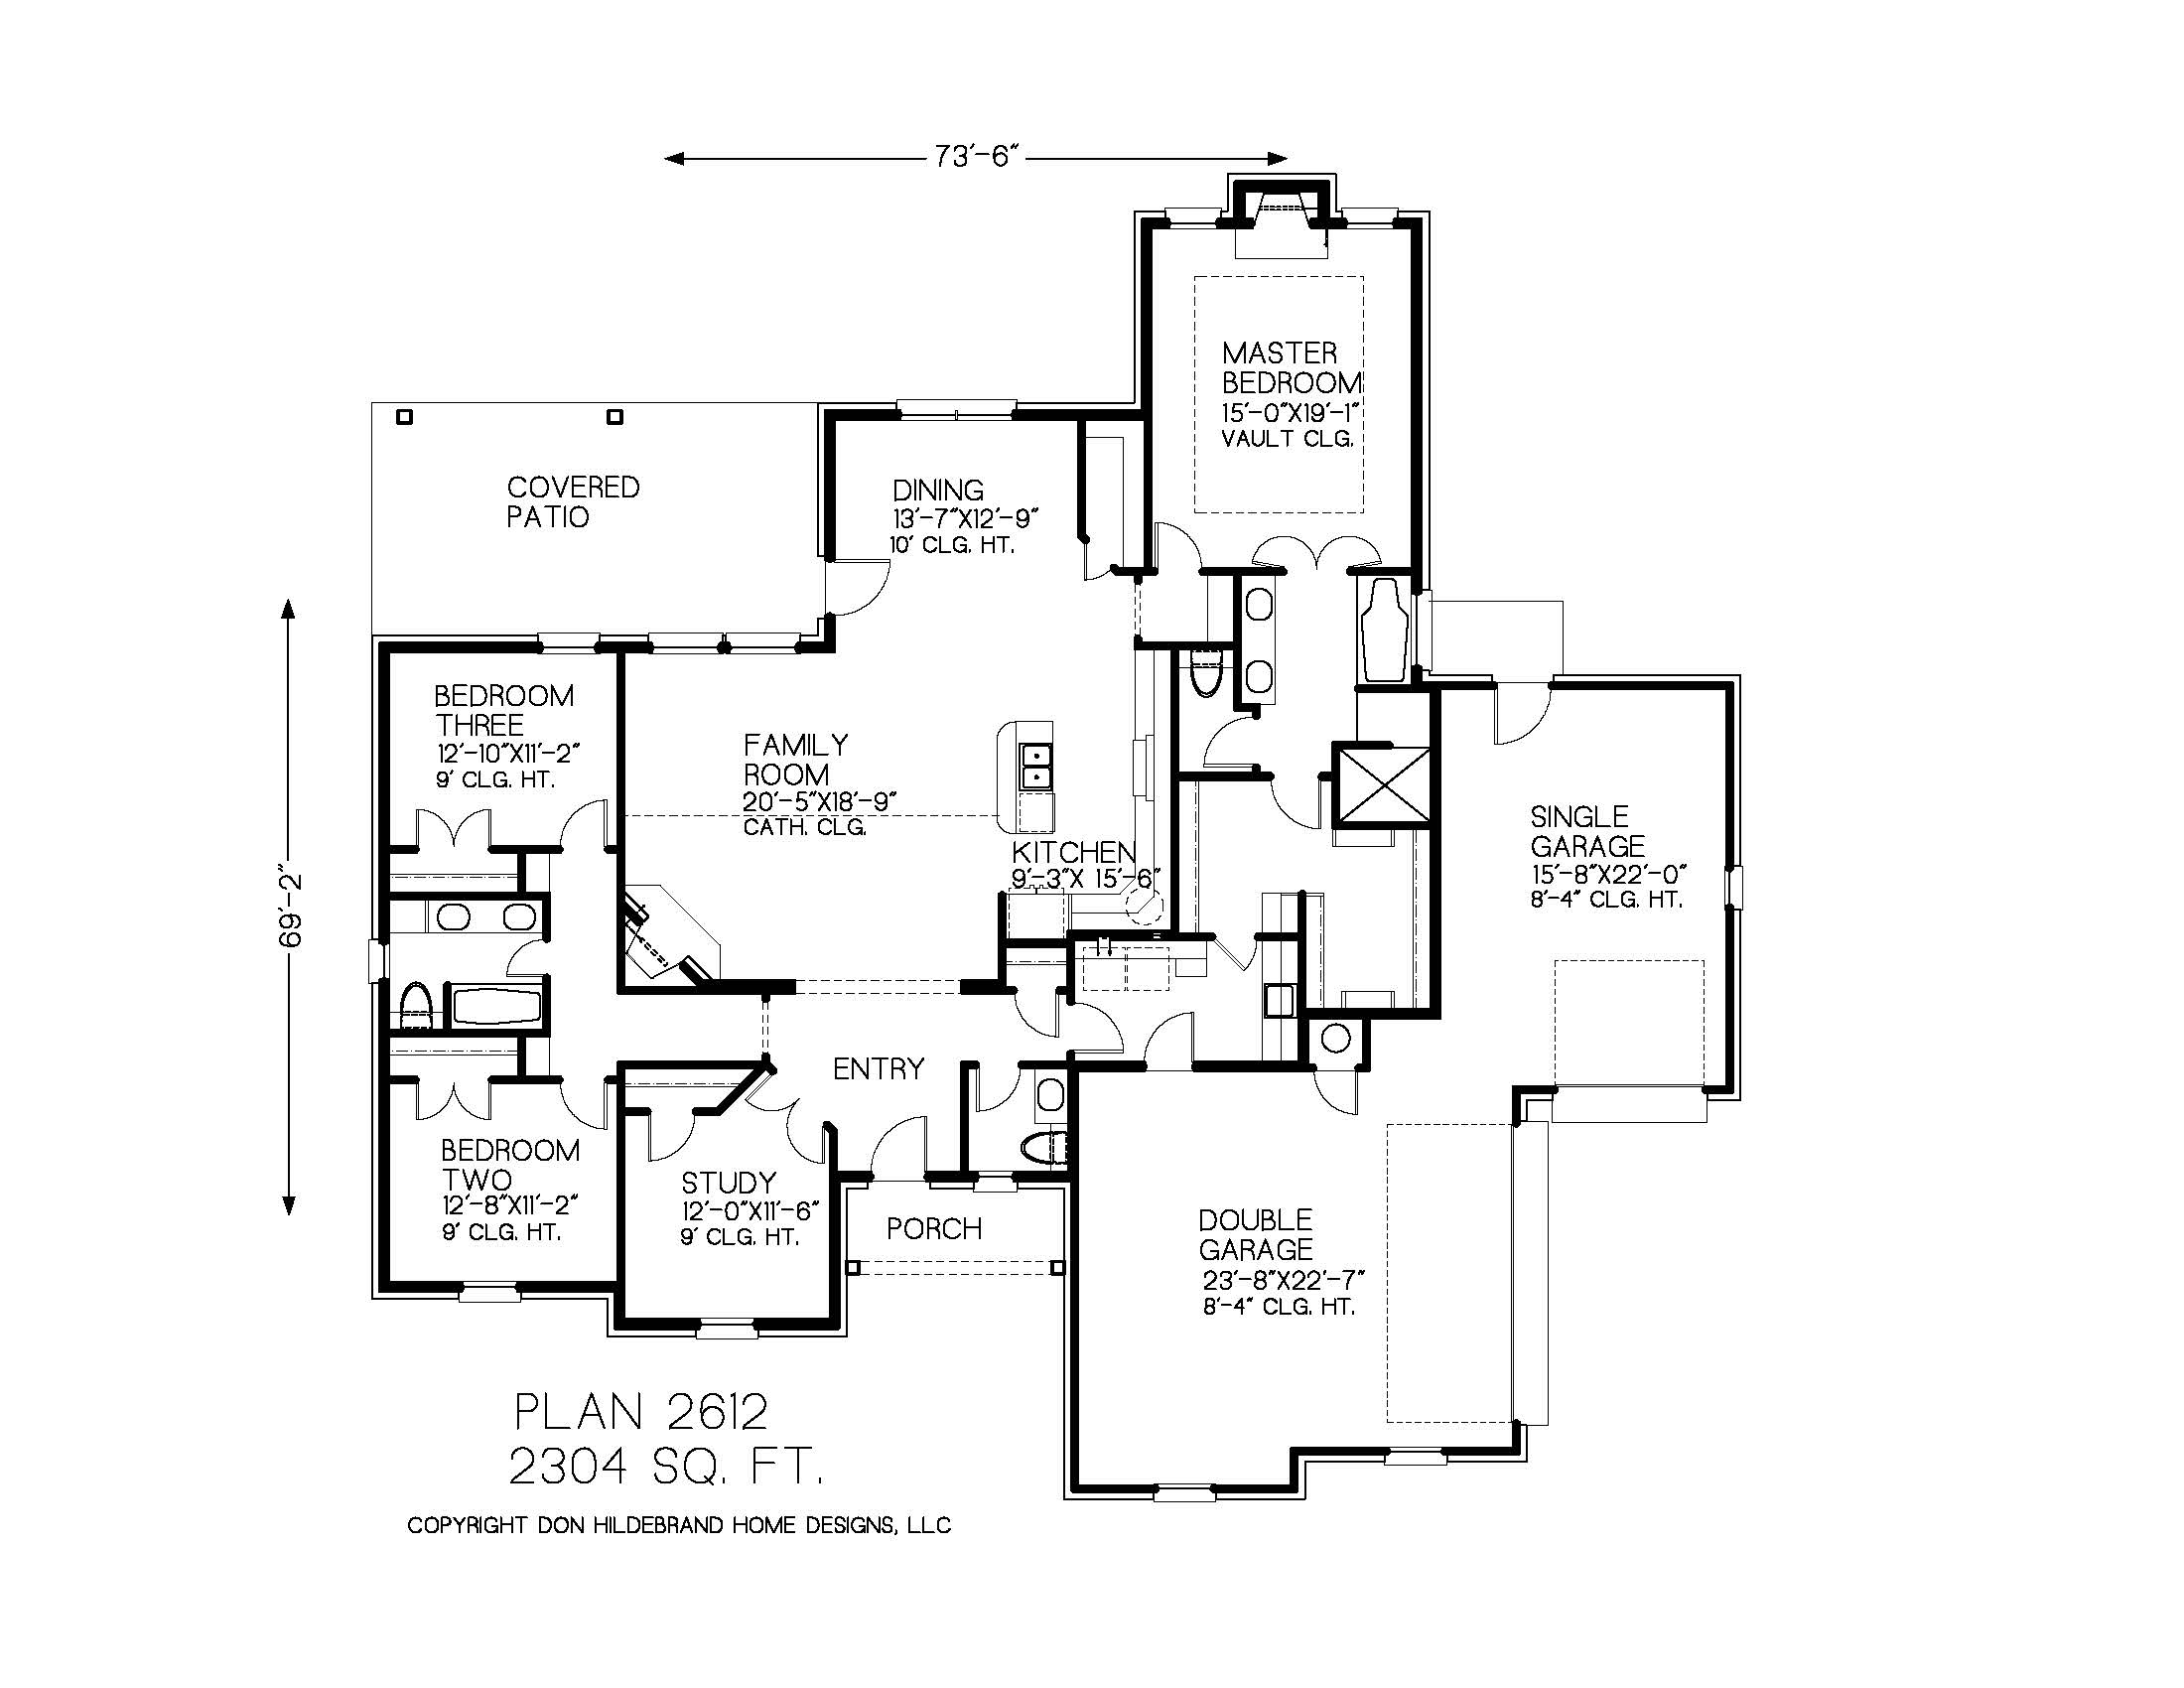 73'-6"
MASTER
BEDROOM
15'-0"X19'-1"
VAULT CLG.
COVERED
PATIO
DINING
13'-7"X12'-9"
10' CLG. HT.
BEDROOM
THREE
12'-10"X11'-2"
9' CLG. HT.
FAMILY
ROOM
20'-5"X18'-9"
CATH. CLG.
KITCHEN
9'-3"X 15'-6"
SINGLE
GARAGE
15'-8"X22'-0"
8'-4" CLG. HT.
69'-2"
ENTRY
BEDROOM
TWO
12'-8"X11'-2"
9' CLG. HT.
STUDY
12'-0"X11'-6"
9' CLG. HT.
PORCH
DOUBLE
GARAGE
23'-8"X22'-7"
8'-4" CLG. HT.
PLAN 2612
2304 SQ. FT.
COPYRIGHT DON HILDEBRAND HOME DESIGNS, LLC